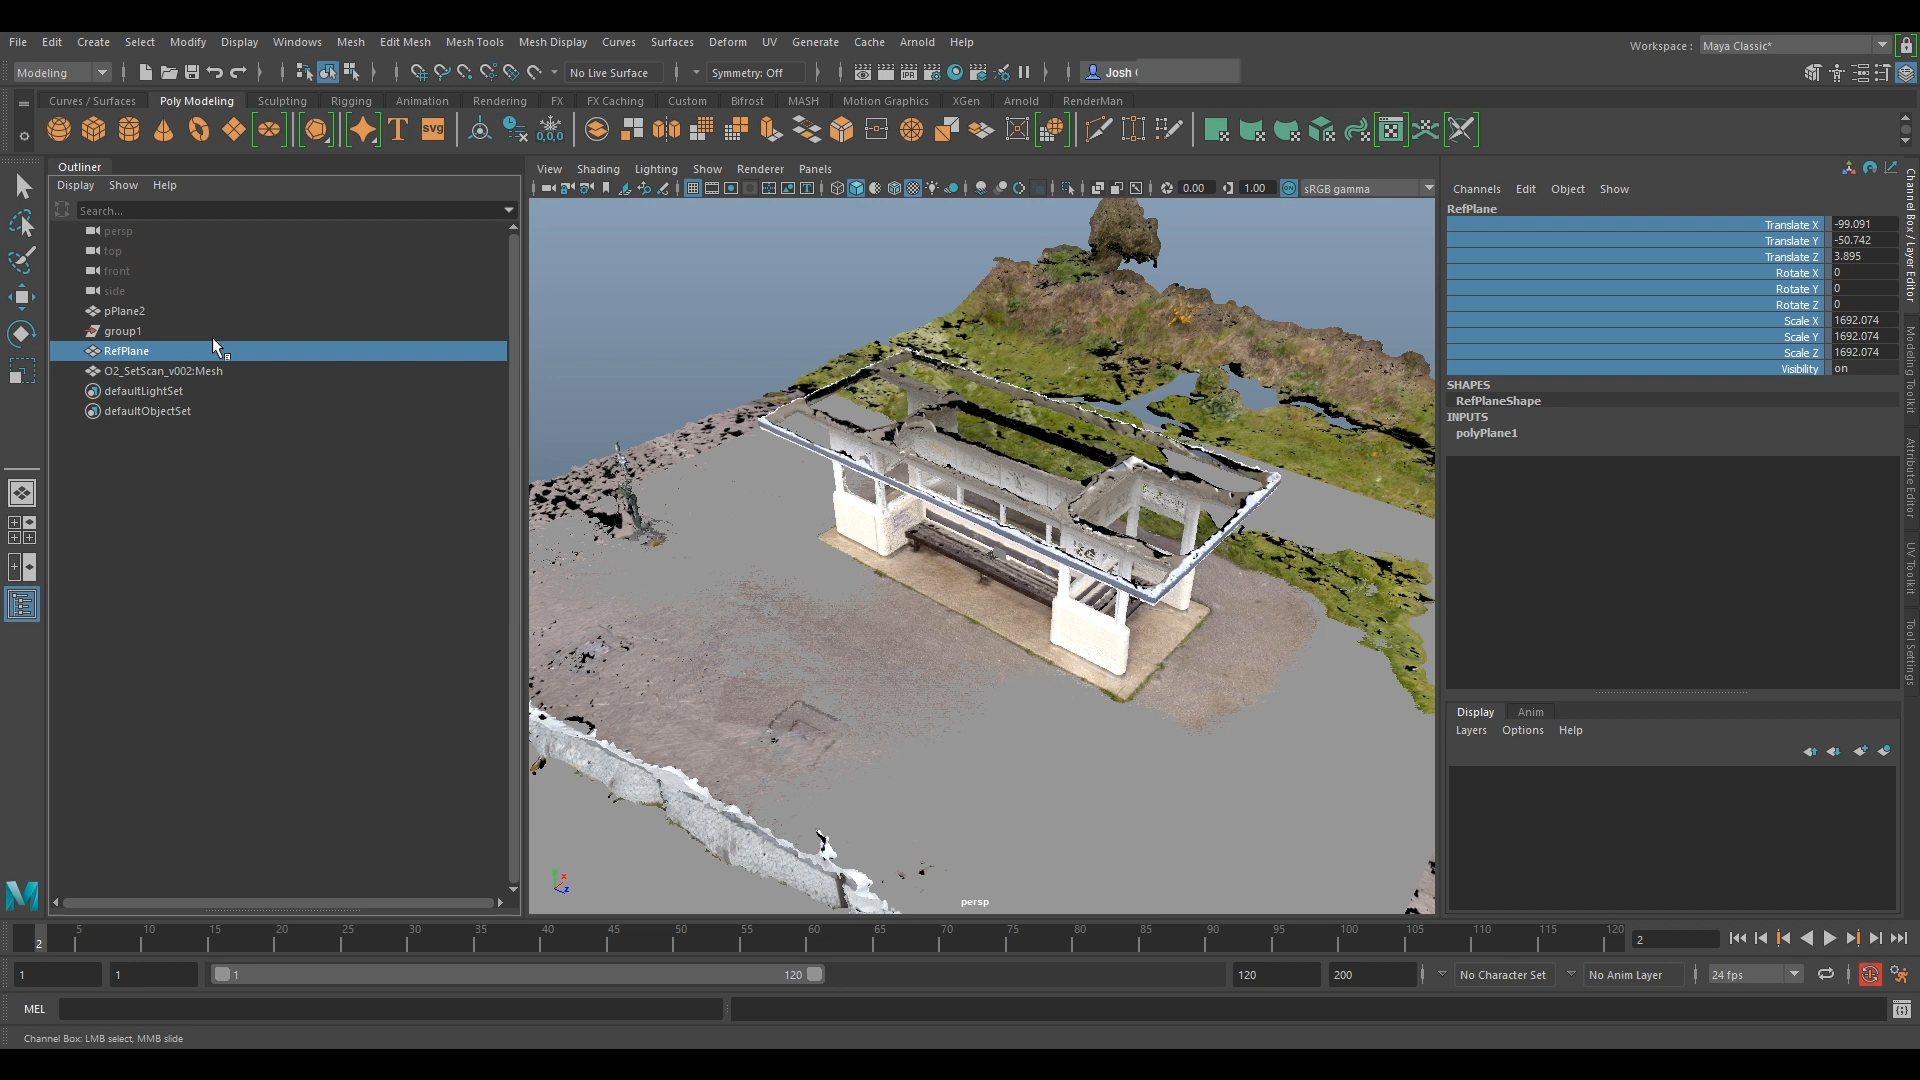 File Edit Create Select Modify Display Windows Mesh Edit Mesh Mesh Tools Mesh Display Curves Surfaces Deform UV Generate Cache Arnold Help
Workspace : Maya Classic*
Modeling No Live Surface Symmetry: Off Josh
Curves / Surfaces Poly Modeling Sculpting Rigging Animation Rendering FX FX Caching Custom Bifrost MASH Motion Graphics XGen Arnold RenderMan
IPR T svg 0,0,0
Outliner
Display Show Help
Search...
persp
top
front
side
pPlane2
group1
RefPlane
O2_SetScan_v002:Mesh
defaultLightSet
defaultObjectSet
View Shading Lighting Show Renderer Panels
0.00 1.00 ON sRGB gamma
x
z
persp
Channels Edit Object Show
RefPlane
Translate X -99.091
Translate Y -50.742
Translate Z 3.895
Rotate X 0
Rotate Y 0
Rotate Z 0
Scale X 1692.074
Scale Y 1692.074
Scale Z 1692.074
Visibility on
SHAPES
RefPlaneShape
INPUTS
polyPlane1
Display Anim
Layers Options Help
Channel Box / Layer Editor
Modeling Toolkit
Attribute Editor
UV Toolkit
Tool Settings
M
2 5 10 15 20 25 30 35 40 45 50 55 60 65 70 75 80 85 90 95 100 105 110 115 120 2
1 1 1 120 120 200 No Character Set No Anim Layer 24 fps
MEL
Channel Box: LMB select, MMB slide